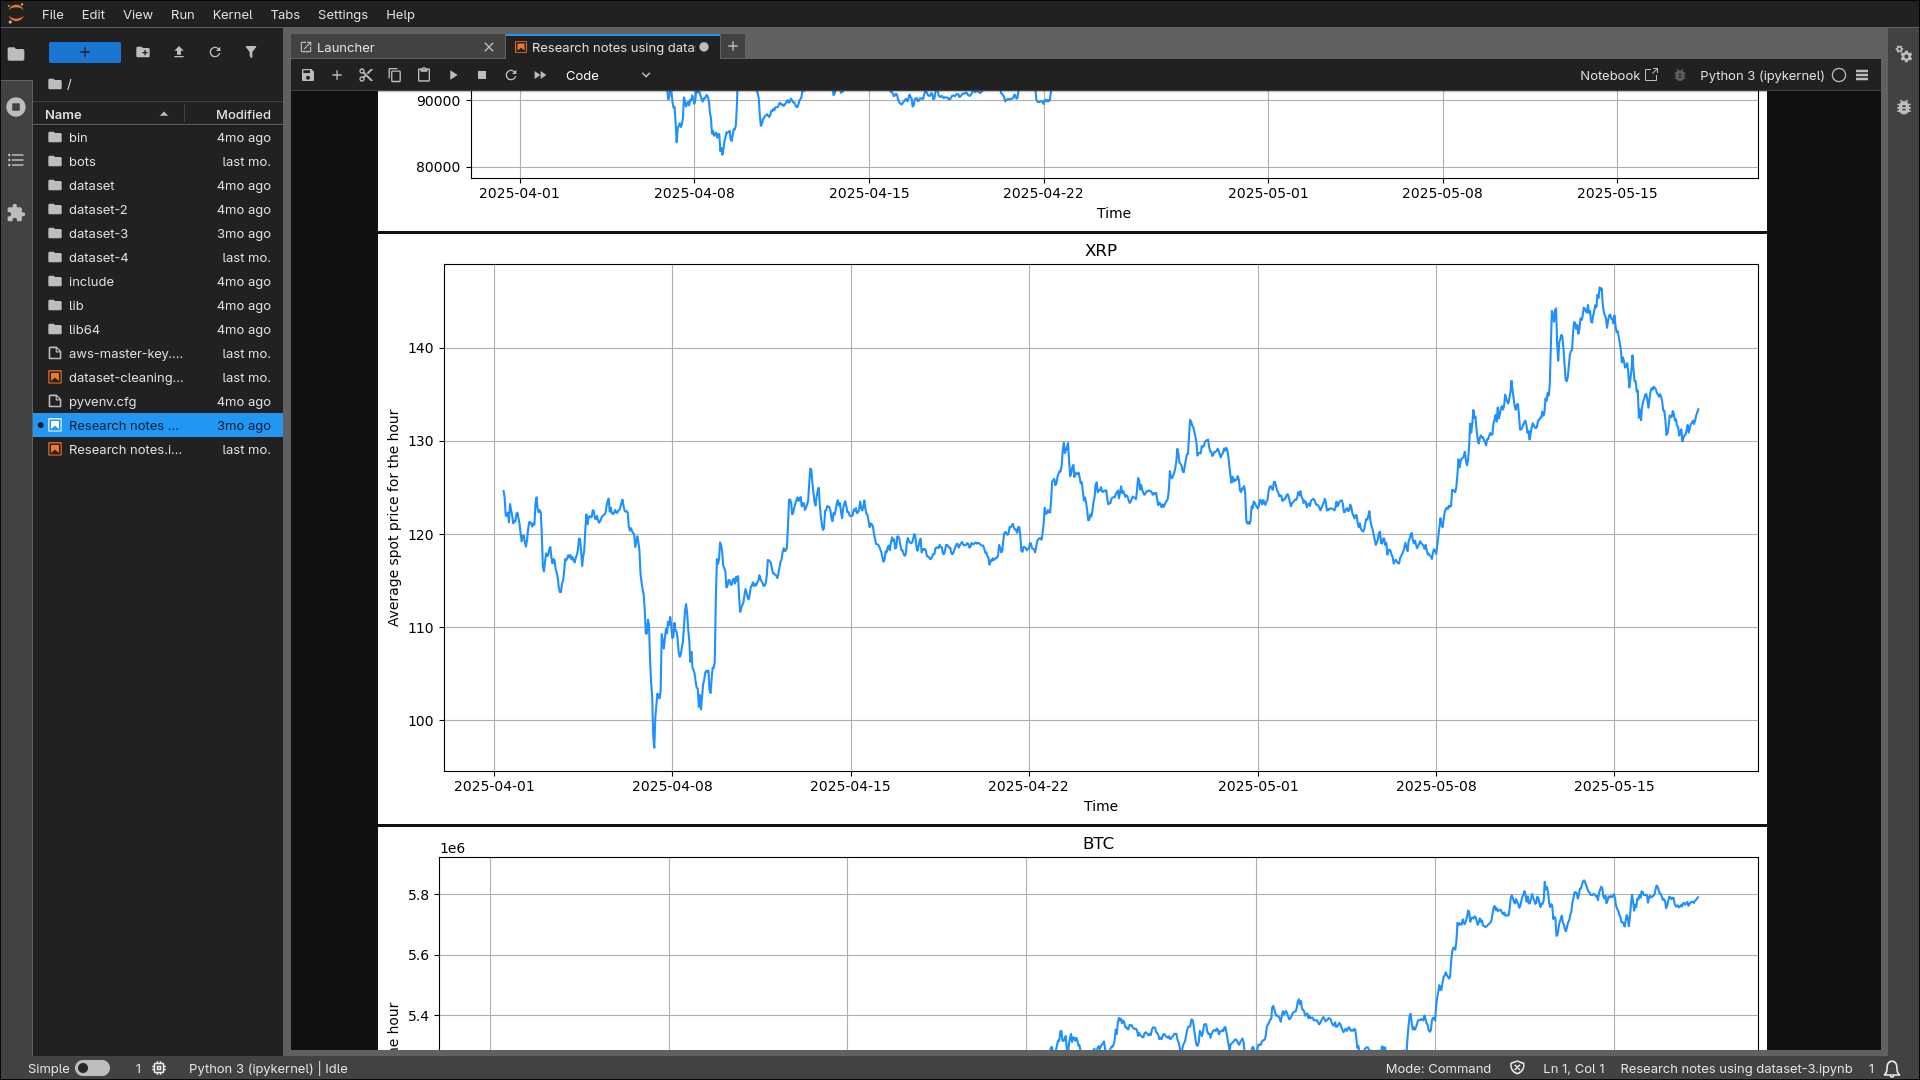 File Edit View Run Kernel Tabs Settings Help
Launcher
Research notes using data
Code
Notebook
Python 3 (ipykernel)
/
Name Modified
bin 4mo ago
bots last mo.
dataset 4mo ago
dataset-2 4mo ago
dataset-3 3mo ago
dataset-4 last mo.
include 4mo ago
lib 4mo ago
lib64 4mo ago
aws-master-key.... last mo.
dataset-cleaning... last mo.
pyvenv.cfg 4mo ago
Research notes ... 3mo ago
Research notes.i... last mo.
90000
80000
2025-04-01 2025-04-08 2025-04-15 2025-04-22 2025-05-01 2025-05-08 2025-05-15
Time
XRP
Average spot price for the hour
140
130
120
110
100
2025-04-01 2025-04-08 2025-04-15 2025-04-22 2025-05-01 2025-05-08 2025-05-15
Time
BTC
1e6
5.8
5.6
5.4
e hour
Simple 1 Python 3 (ipykernel) | Idle
Mode: Command Ln 1, Col 1 Research notes using dataset-3.ipynb 1